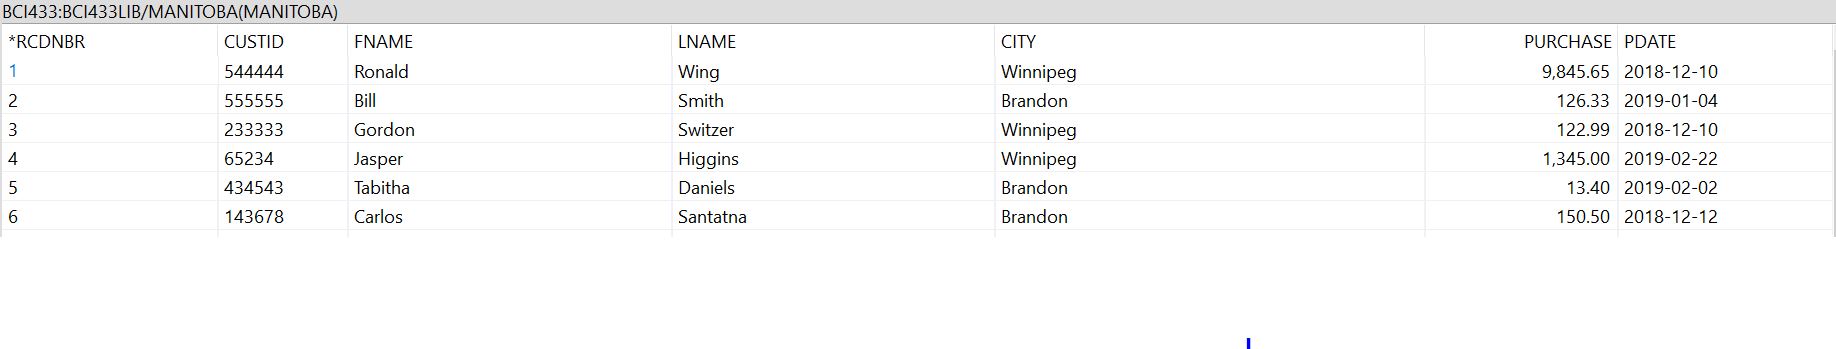 BCI433:BCI433LIB/MANITOBA(MANITOBA)
*RCDNBR CUSTID FNAME LNAME CITY PURCHASE PDATE
1 544444 Ronald Wing Winnipeg 9,845.65 2018-12-10
2 555555 Bill Smith Brandon 126.33 2019-01-04
3 233333 Gordon Switzer Winnipeg 122.99 2018-12-10
4 65234 Jasper Higgins Winnipeg 1,345.00 2019-02-22
5 434543 Tabitha Daniels Brandon 13.40 2019-02-02
6 143678 Carlos Santatna Brandon 150.50 2018-12-12